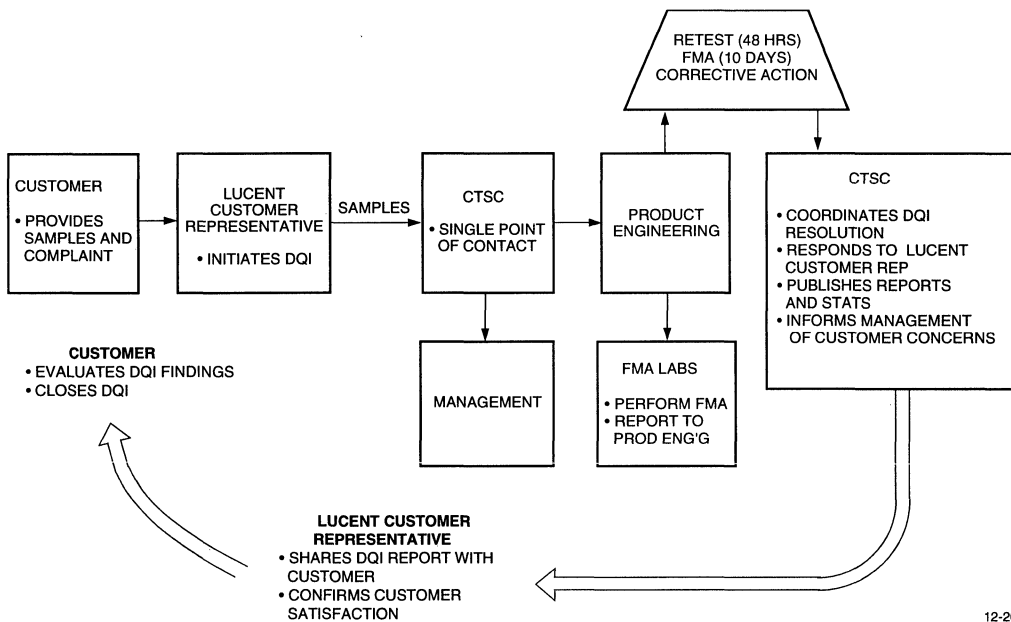 RETEST (48 HRS)
FMA (10 DAYS)
CORRECTIVE ACTION
CUSTOMER
• PROVIDES
SAMPLES AND
COMPLAINT
LUCENT
CUSTOMER
REPRESENTATIVE
• INITIATES DQI
SAMPLES
CTSC
• SINGLE POINT
OF CONTACT
PRODUCT
ENGINEERING
CTSC
• COORDINATES DQI
RESOLUTION
• RESPONDS TO LUCENT
CUSTOMER REP
• PUBLISHES REPORTS
AND STATS
• INFORMS MANAGEMENT
OF CUSTOMER CONCERNS
MANAGEMENT
FMA LABS
• PERFORM FMA
• REPORT TO
PROD ENG'G
CUSTOMER
• EVALUATES DQI FINDINGS
• CLOSES DQI
LUCENT CUSTOMER
REPRESENTATIVE
• SHARES DQI REPORT WITH
CUSTOMER
• CONFIRMS CUSTOMER
SATISFACTION